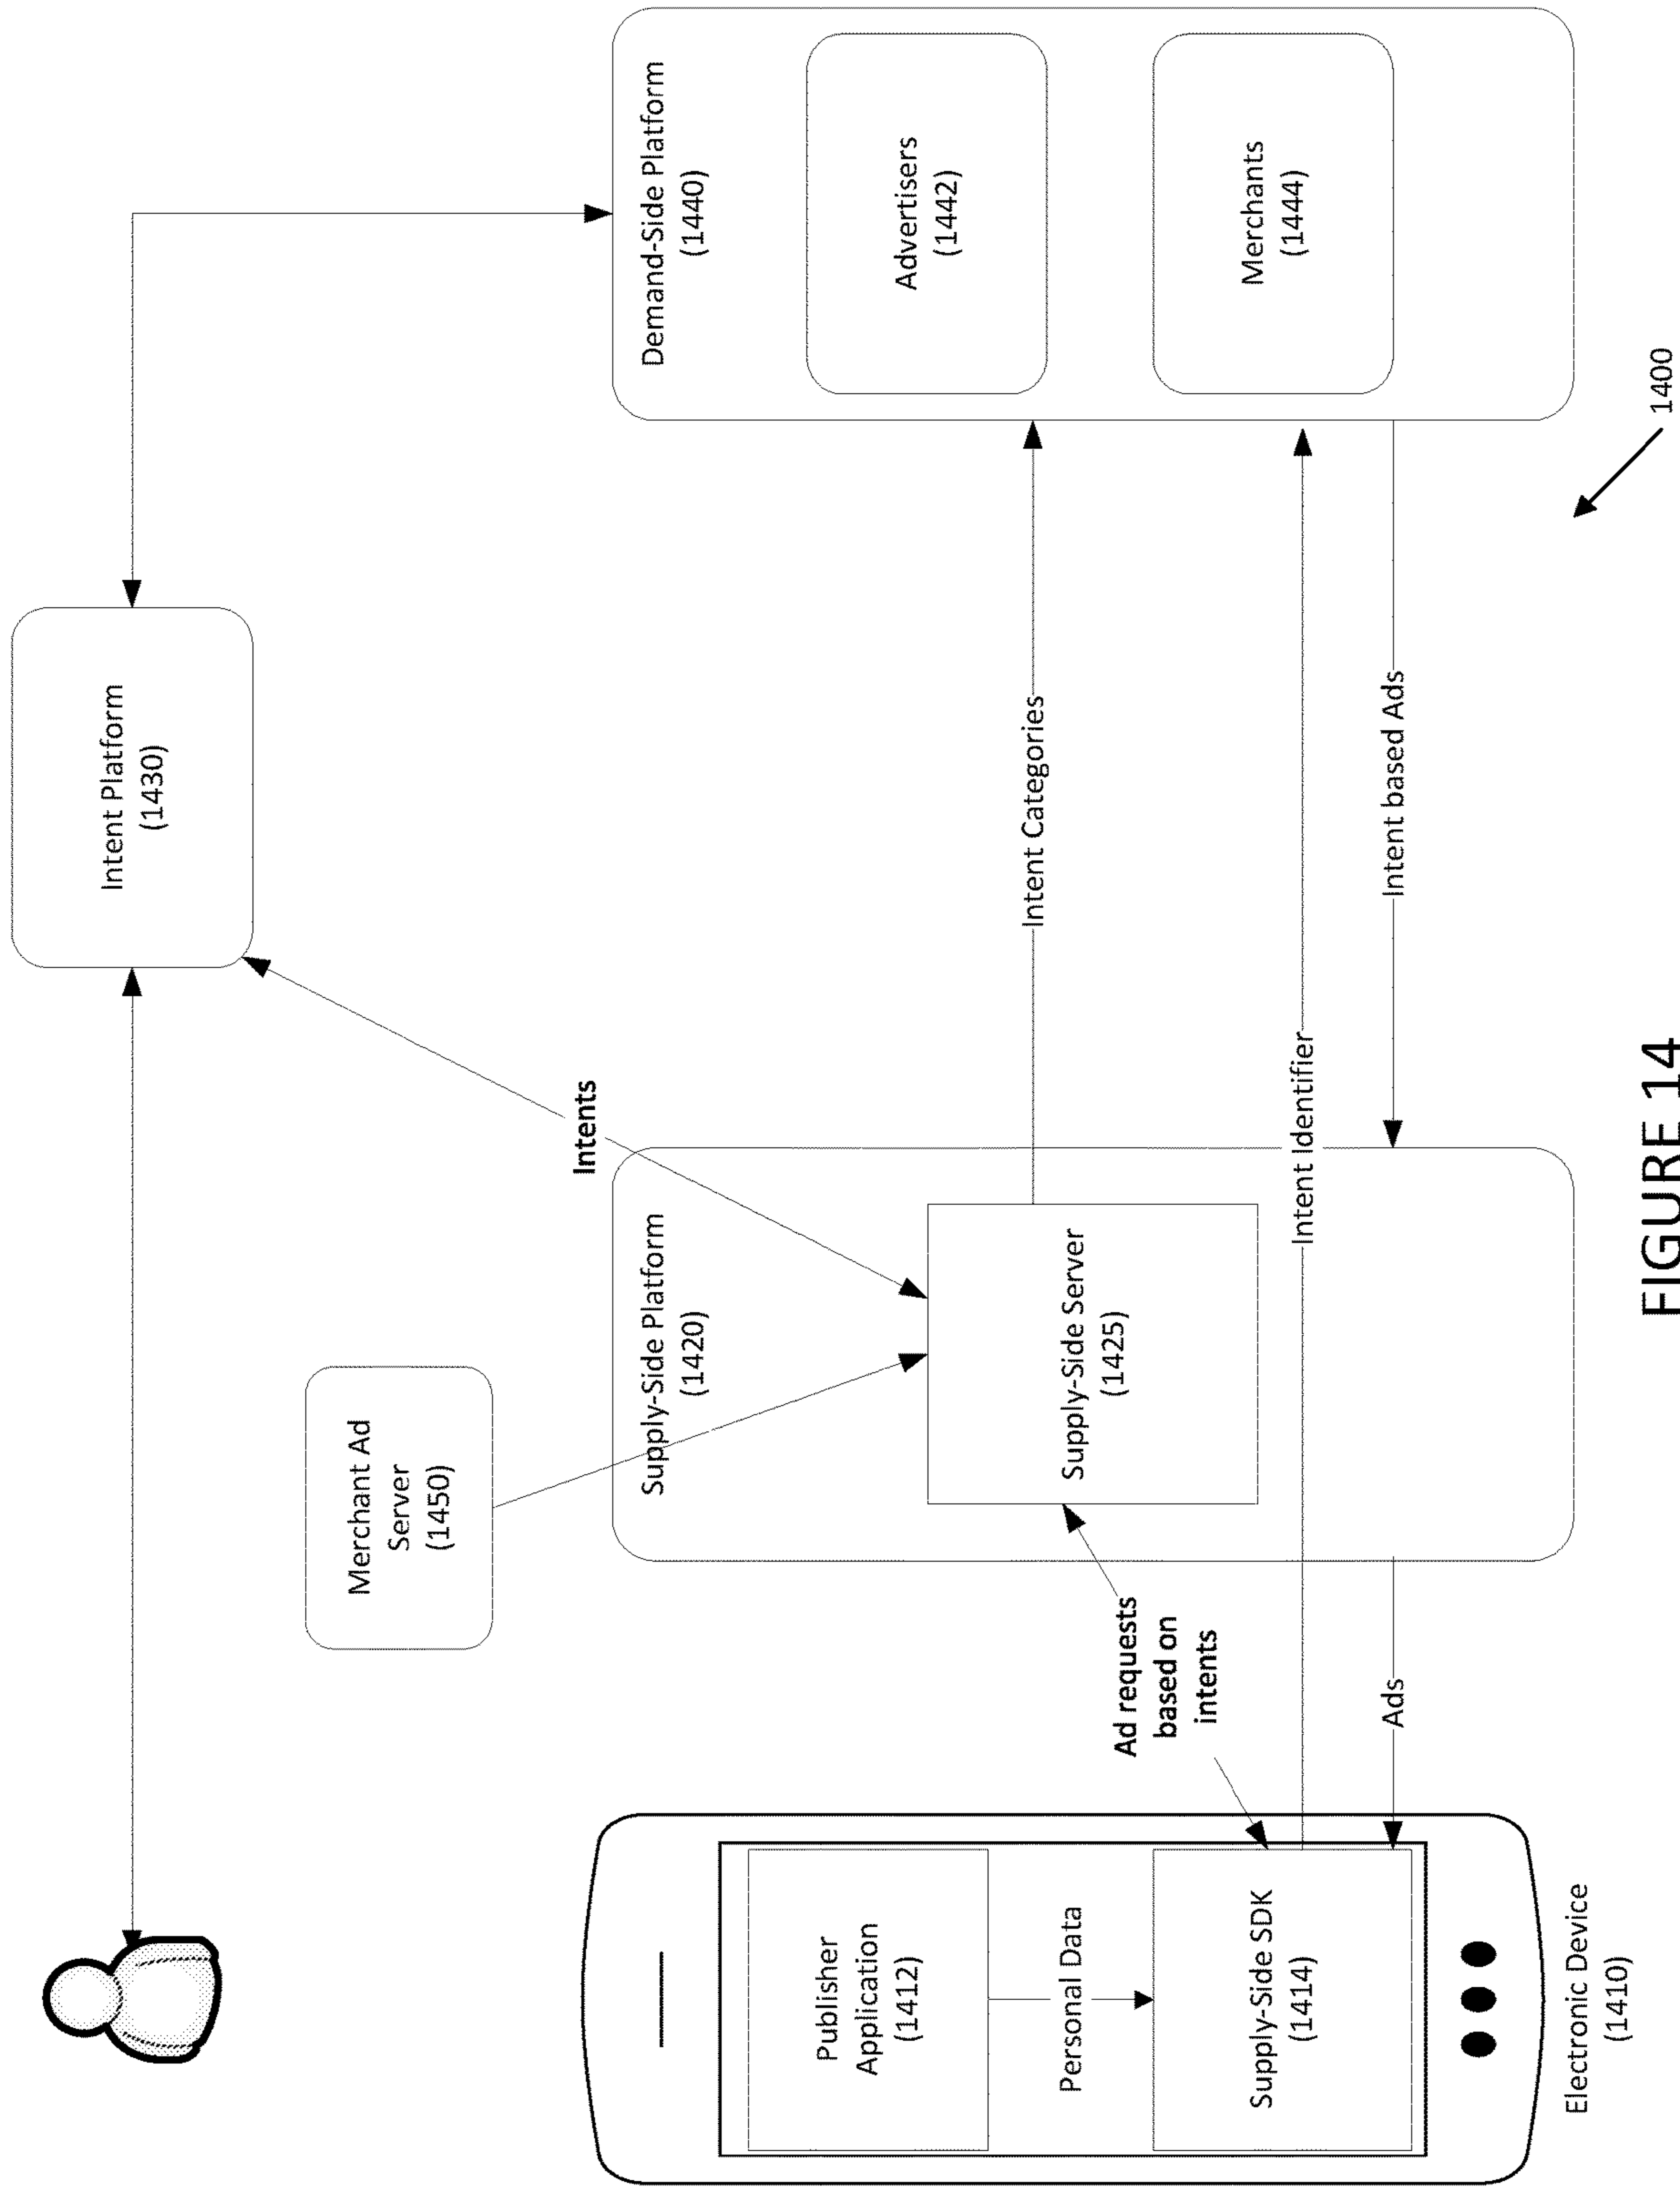 Intent Platform
(1430)
Merchant Ad
Server
(1450)
Intents
Supply-Side Platform
(1420)
Demand-Side Platform
(1440)
Publisher
Application
(1412)
Advertisers
(1442)
Personal Data
Ad requests
based on
intents
Supply-Side Server
(1425)
Intent Categories
Supply-Side SDK
(1414)
Intent Identifier
Merchants
(1444)
Ads
Intent based Ads
Electronic Device
(1410)
1400
FIGURE 14